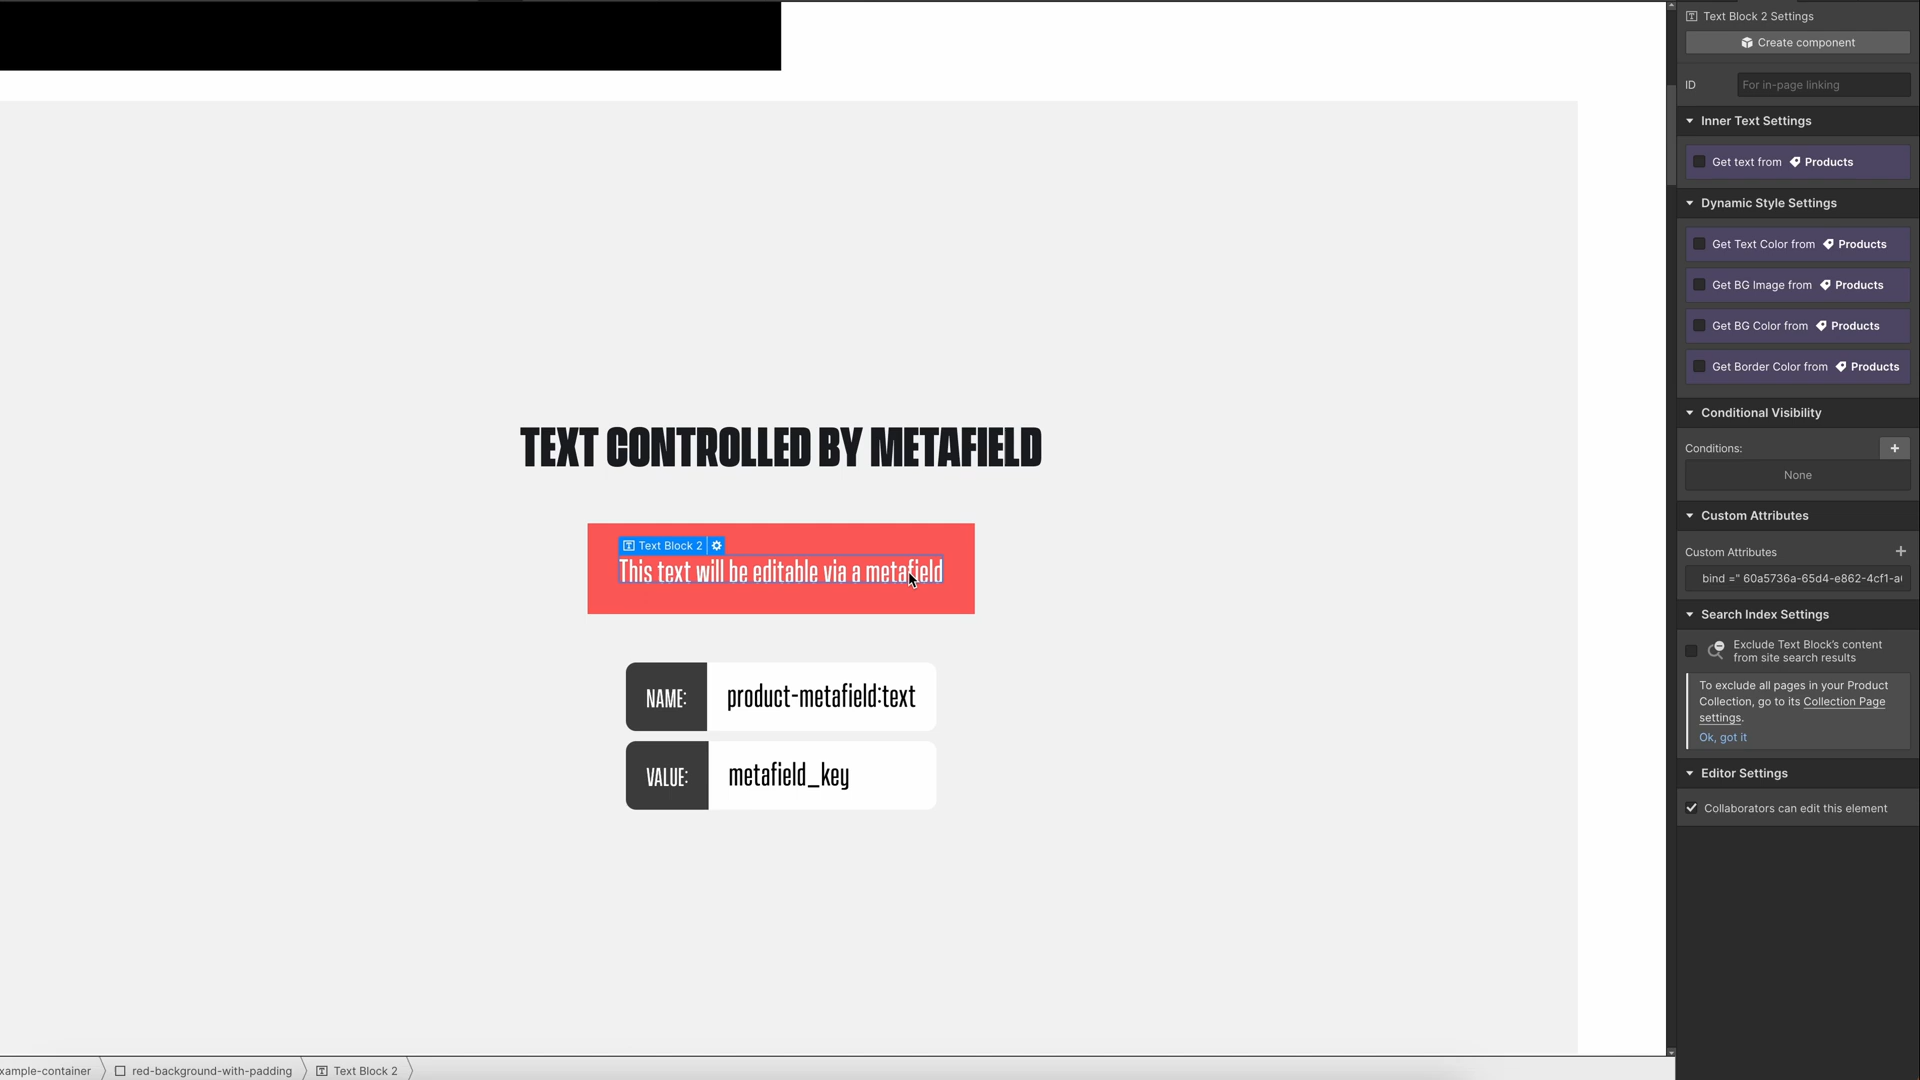 Text Block 2 Settings
Create component
ID
For in-page linking
Inner Text Settings
Get text from Products
Dynamic Style Settings
Get Text Color from Products
Get BG Image from Products
Get BG Color from Products
Get Border Color from Products
Conditional Visibility
Conditions:
None
Custom Attributes
Custom Attributes
bind =" 60a5736a-65d4-e862-4cf1-a
Search Index Settings
Exclude Text Block's content
from site search results
To exclude all pages in your Product
Collection, go to its Collection Page
settings.
Ok, got it
Editor Settings
Collaborators can edit this element
TEXT CONTROLLED BY METAFIELD
Text Block 2
This text will be editable via a metafield
NAME: product-metafield:text
VALUE: metafield_key
xample-container red-background-with-padding Text Block 2